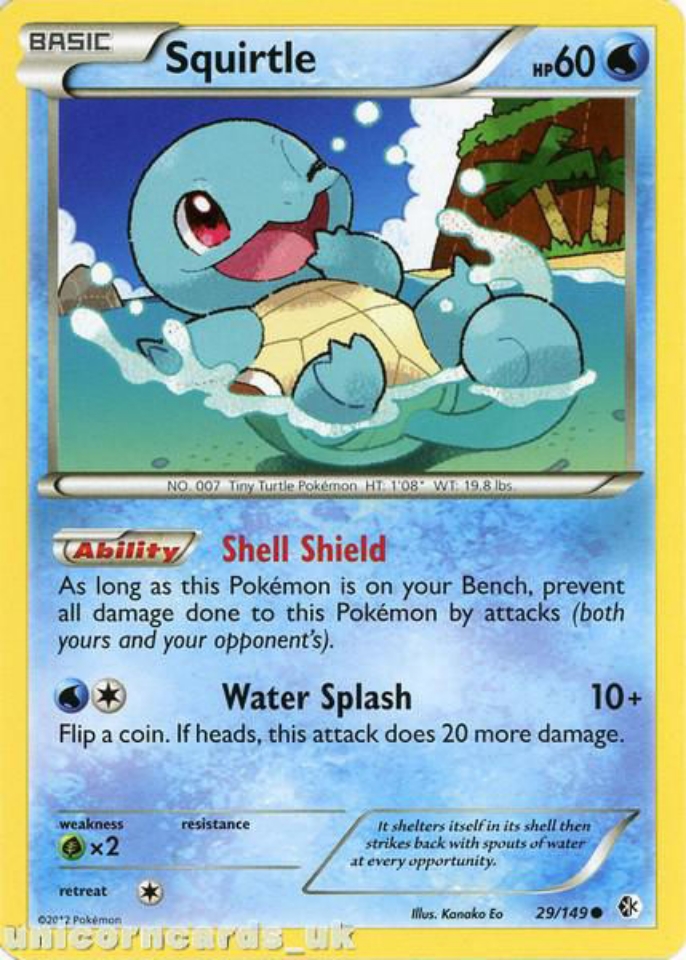 BASIC
Squirtle
HP60
NO. 007 Tiny Turtle Pokémon HT: 1'08" WT: 19.8 lbs.
Ability Shell Shield
As long as this Pokémon is on your Bench, prevent
all damage done to this Pokémon by attacks (both
yours and your opponent's).
Water Splash 10+
Flip a coin. If heads, this attack does 20 more damage.
weakness resistance
×2
It shelters itself in its shell then
strikes back with spouts of water
at every opportunity.
retreat
©2012 Pokémon
Illus. Kanako Eo 29/149
unicorncards_uk